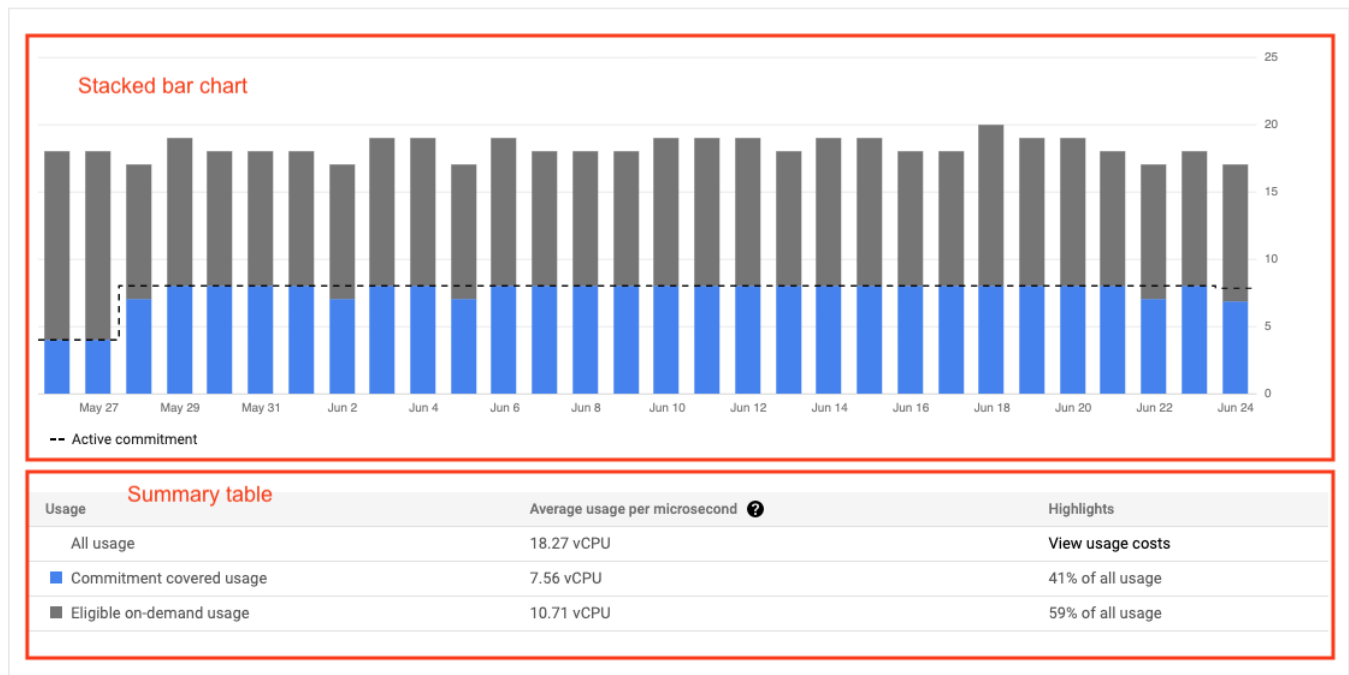 Stacked bar chart
25
20
15
10
5
0
May 27 May 29 May 31 Jun 2 Jun 4 Jun 6 Jun 8 Jun 10 Jun 12 Jun 14 Jun 16 Jun 18 Jun 20 Jun 22 Jun 24
Active commitment
Summary table
Usage Average usage per microsecond ? Highlights
All usage 18.27 vCPU View usage costs
Commitment covered usage 7.56 vCPU 41% of all usage
Eligible on-demand usage 10.71 vCPU 59% of all usage